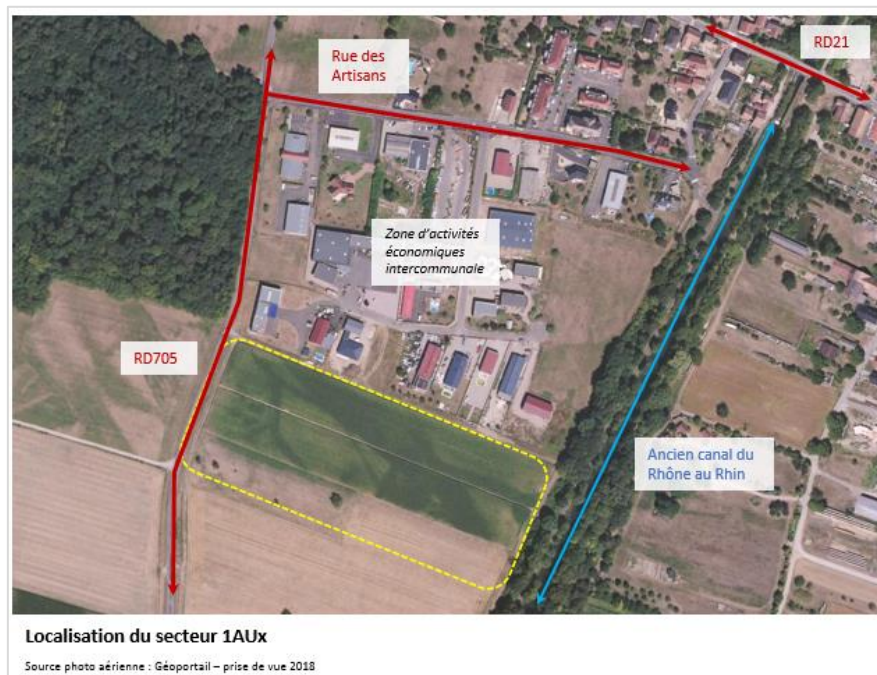 RD21
Rue des
Artisans
Zone d'activités
économiques
intercommunale
RD705
Ancien canal du
Rhône au Rhin
Localisation du secteur 1AUx
Source photo aérienne : Géoportail – prise de vue 2018